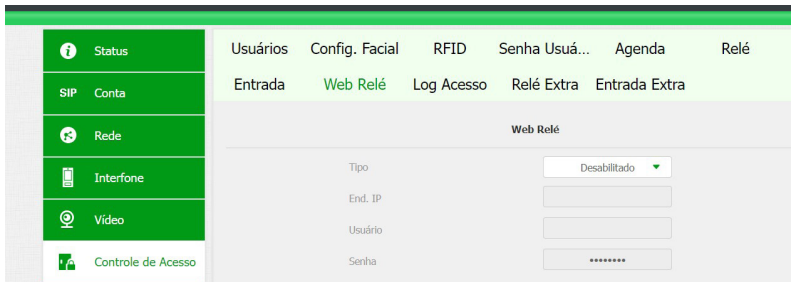 Status
SIP Conta
Rede
Interfone
Vídeo
Controle de Acesso
Usuários Config. Facial RFID Senha Usuá... Agenda Relé
Entrada Web Relé Log Acesso Relé Extra Entrada Extra
Web Relé
Tipo Desabilitado
End. IP
Usuário
Senha ••••••••